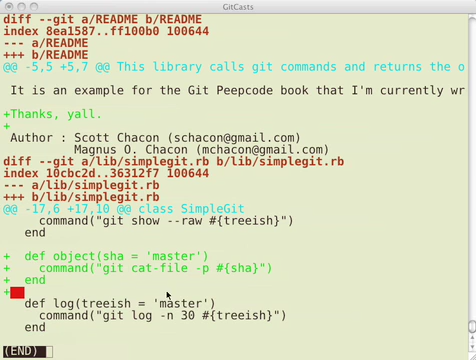 GitCasts
diff --git a/README b/README
index 8ea1587..ff100b0 100644
--- a/README
+++ b/README
@@ -5,5 +5,7 @@ This library calls git commands and returns the o
 It is an example for the Git Peepcode book that I'm currently wr
+Thanks, yall.
+
 Author : Scott Chacon (schacon@gmail.com)
          Magnus O. Chacon (mchacon@gmail.com)
diff --git a/lib/simplegit.rb b/lib/simplegit.rb
index 10cbc2d..36312f7 100644
--- a/lib/simplegit.rb
+++ b/lib/simplegit.rb
@@ -17,6 +17,10 @@ class SimpleGit
     command("git show --raw #{treeish}")
   end
+  def object(sha = 'master')
+    command("git cat-file -p #{sha}")
+  end
+
   def log(treeish = 'master')
     command("git log -n 30 #{treeish}")
   end
(END)